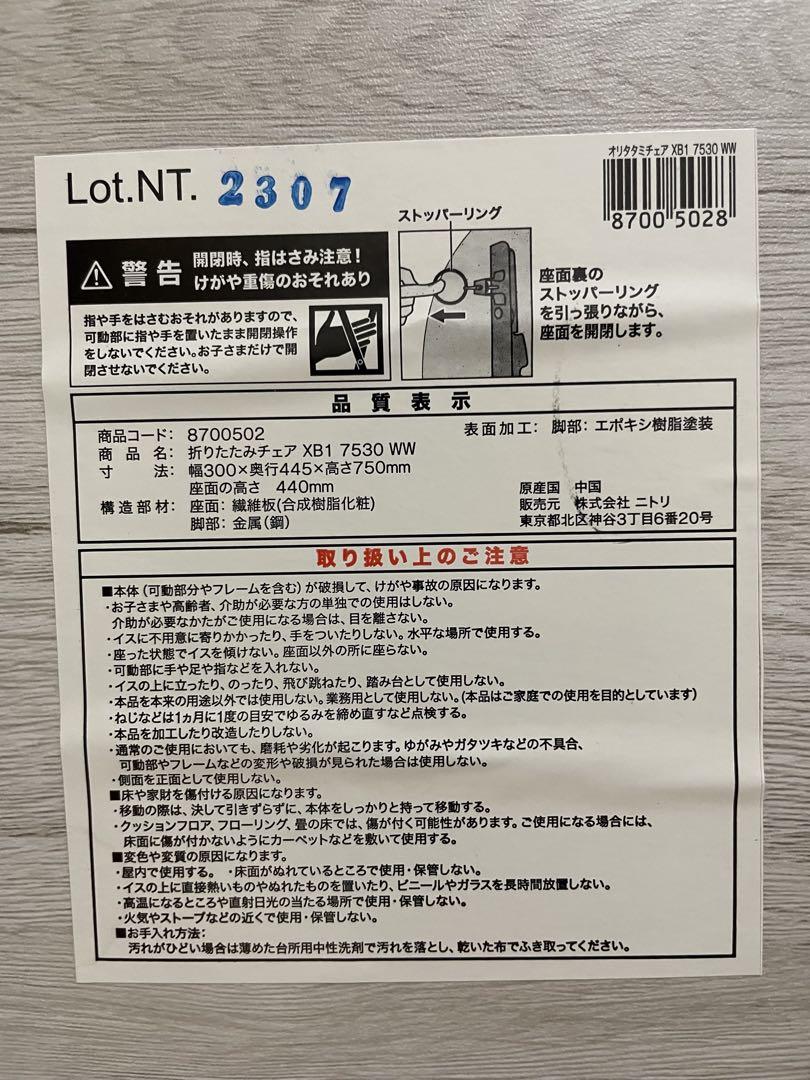 Lot.NT. 2307
オリタタミチェア XB1 7530 WW
8700 5028
ストッパーリング
警告
開閉時、指はさみ注意!
けがや重傷のおそれあり
指や手をはさむおそれがありますので、
可動部に指や手を置いたまま開閉操作
をしないでください。お子さまだけで開
閉させないでください。
座面裏の
ストッパーリング
を引っ張りながら、
座面を開閉します。
品質表示
商品コード: 8700502
商品名: 折りたたみチェア XB1 7530 WW
寸法: 幅300×奥行445×高さ750mm
座面の高さ 440mm
構造部材: 座面: 繊維板(合成樹脂化粧)
脚部: 金属(鋼)
表面加工: 脚部: エポキシ樹脂塗装
原産国 中国
販売元 株式会社 ニトリ
東京都北区神谷3丁目6番20号
取り扱い上のご注意
■本体(可動部分やフレームを含む)が破損して、けがや事故の原因になります。
・お子さまや高齢者、介助が必要な方の単独での使用はしない。
介助が必要なかたがご使用になる場合は、目を離さない。
・イスに不用意に寄りかかったり、手をついたりしない。水平な場所で使用する。
・座った状態でイスを傾けない。座面以外の所に座らない。
・可動部に手や足や指などを入れない。
・イスの上に立ったり、のったり、飛び跳ねたり、踏み台として使用しない。
・本品を本来の用途以外では使用しない。業務用として使用しない。(本品はご家庭での使用を目的としています)
・ねじなどは1ヵ月に1度の目安でゆるみを締め直すなど点検する。
・本品を加工したり改造したりしない。
・通常のご使用においても、磨耗や劣化が起こります。ゆがみやガタツキなどの不具合、
可動部やフレームなどの変形や破損が見られた場合は使用しない。
・側面を正面として使用しない。
■床や家財を傷付ける原因になります。
・移動の際は、決して引きずらずに、本体をしっかりと持って移動する。
・クッションフロア、フローリング、畳の床では、傷が付く可能性があります。ご使用になる場合には、
床面に傷が付かないようにカーペットなどを敷いて使用する。
■変色や変質の原因になります。
・屋内で使用する。 ・床面がぬれているところで使用・保管しない。
・イスの上に直接熱いものやぬれたものを置いたり、ビニールやガラスを長時間放置しない。
・高温になるところや直射日光の当たる場所で使用・保管しない。
・火気やストーブなどの近くで使用・保管しない。
■お手入れ方法:
汚れがひどい場合は薄めた台所用中性洗剤で汚れを落とし、乾いた布でふき取ってください。